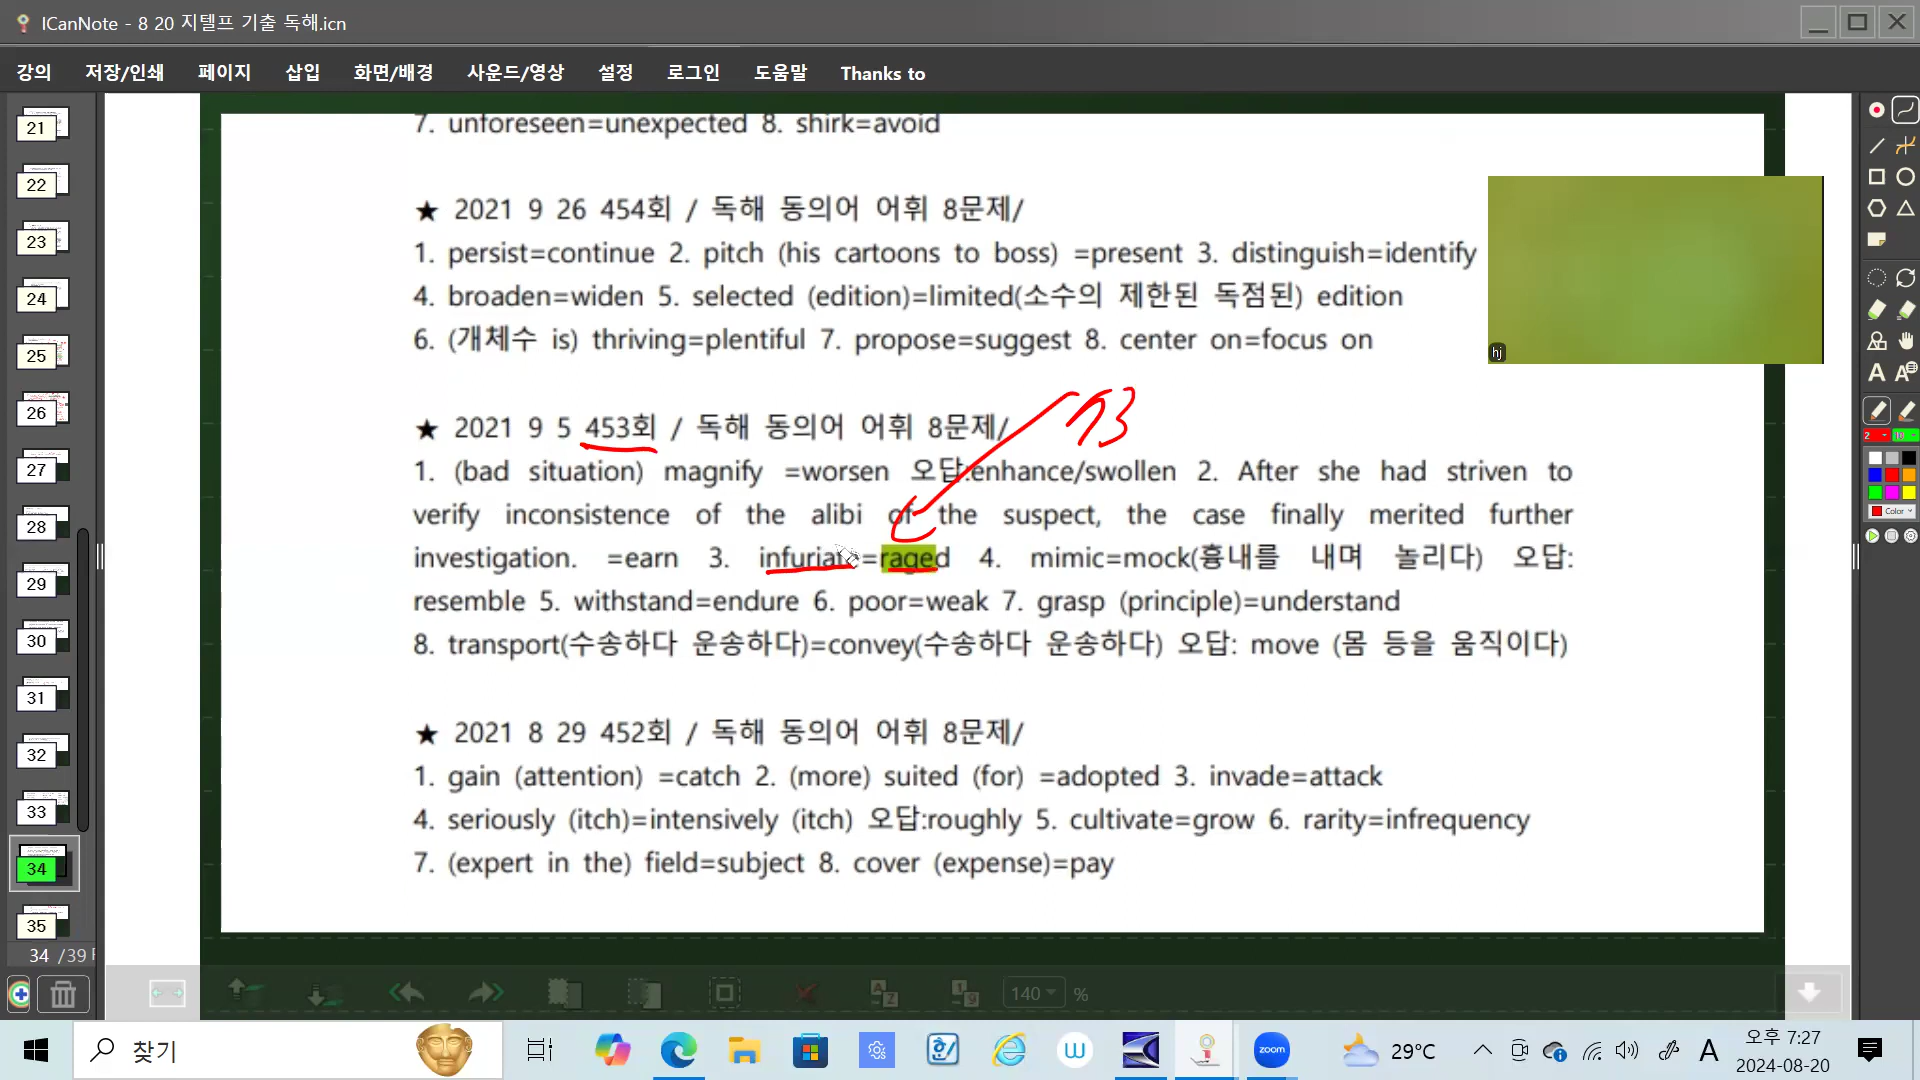 ICanNote - 8 20 지텔프 기출 독해.icn
강의 저장/인쇄 페이지 삽입 화면/배경 사운드/영상 설정 로그인 도움말 Thanks to
21
22
23
24
25
26
27
28
29
30
31
32
33
34
35
34 /39
7. unforeseen=unexpected 8. shirk=avoid
★ 2021 9 26 454회 / 독해 동의어 어휘 8문제/
1. persist=continue 2. pitch (his cartoons to boss) =present 3. distinguish=identify
4. broaden=widen 5. selected (edition)=limited(소수의 제한된 독점된) edition
6. (개체수 is) thriving=plentiful 7. propose=suggest 8. center on=focus on
★ 2021 9 5 453회 / 독해 동의어 어휘 8문제/
1. (bad situation) magnify =worsen 오답:enhance/swollen 2. After she had striven to
verify inconsistence of the alibi of the suspect, the case finally merited further
investigation. =earn 3. infuriate=raged 4. mimic=mock(흉내를 내며 놀리다) 오답:
resemble 5. withstand=endure 6. poor=weak 7. grasp (principle)=understand
8. transport(수송하다 운송하다)=convey(수송하다 운송하다) 오답: move (몸 등을 움직이다)
★ 2021 8 29 452회 / 독해 동의어 어휘 8문제/
1. gain (attention) =catch 2. (more) suited (for) =adopted 3. invade=attack
4. seriously (itch)=intensively (itch) 오답:roughly 5. cultivate=grow 6. rarity=infrequency
7. (expert in the) field=subject 8. cover (expense)=pay
hj
A A
2 10
Color
140 %
찾기
zoom
29℃
A
오후 7:27
2024-08-20